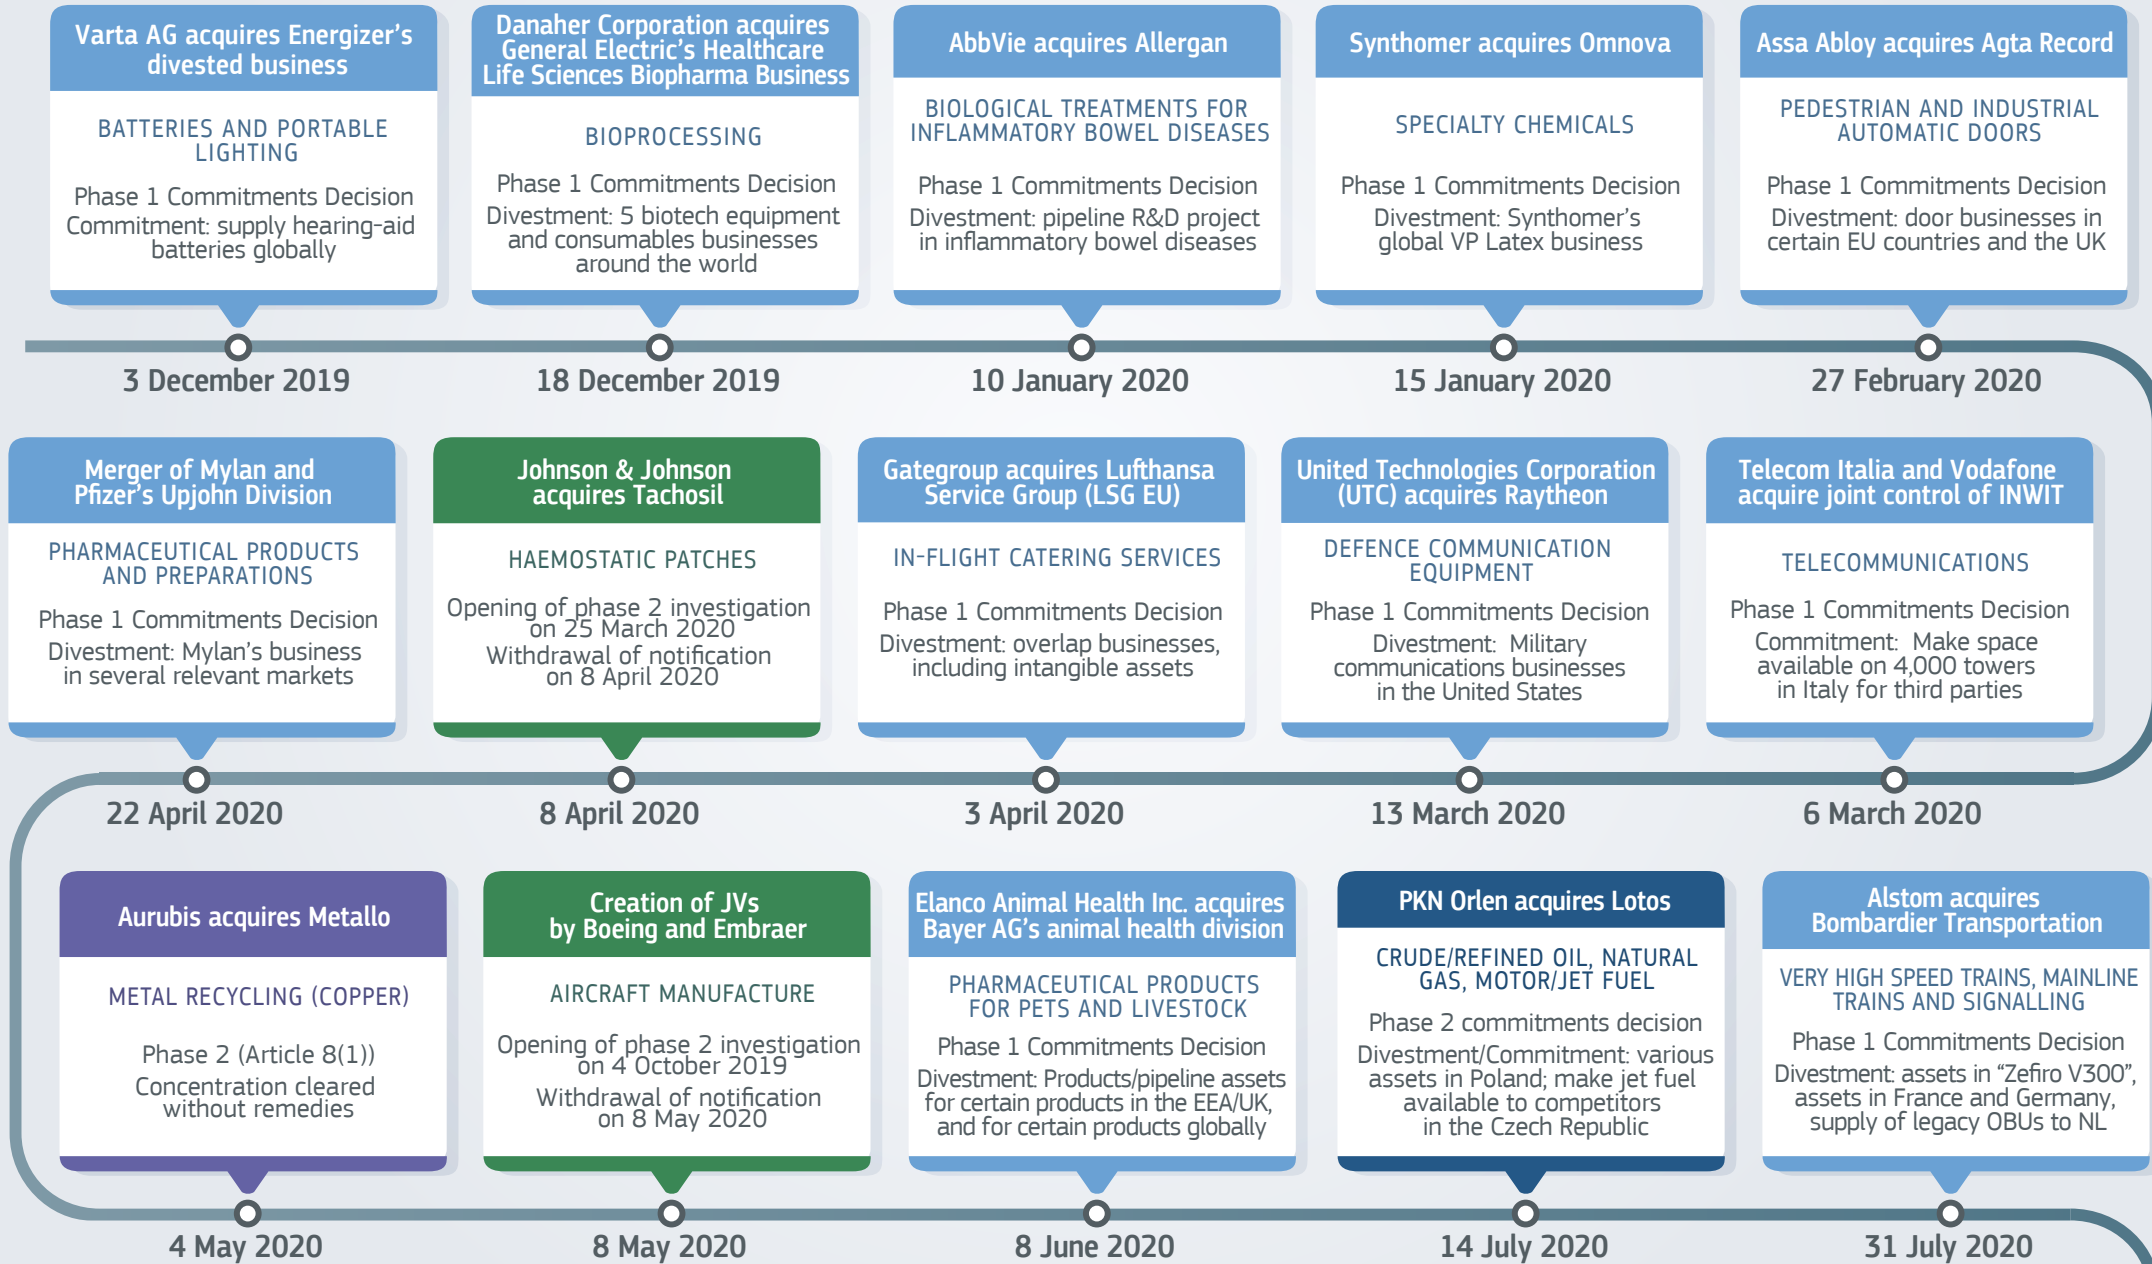 Varta AG acquires Energizer's
divested business
BATTERIES AND PORTABLE
LIGHTING
Phase 1 Commitments Decision
Commitment: supply hearing-aid
batteries globally
3 December 2019
Danaher Corporation acquires
General Electric's Healthcare
Life Sciences Biopharma Business
BIOPROCESSING
Phase 1 Commitments Decision
Divestment: 5 biotech equipment
and consumables businesses
around the world
18 December 2019
AbbVie acquires Allergan
BIOLOGICAL TREATMENTS FOR
INFLAMMATORY BOWEL DISEASES
Phase 1 Commitments Decision
Divestment: pipeline R&D project
in inflammatory bowel diseases
10 January 2020
Synthomer acquires Omnova
SPECIALTY CHEMICALS
Phase 1 Commitments Decision
Divestment: Synthomer's
global VP Latex business
15 January 2020
Assa Abloy acquires Agta Record
PEDESTRIAN AND INDUSTRIAL
AUTOMATIC DOORS
Phase 1 Commitments Decision
Divestment: door businesses in
certain EU countries and the UK
27 February 2020
Merger of Mylan and
Pfizer's Upjohn Division
PHARMACEUTICAL PRODUCTS
AND PREPARATIONS
Phase 1 Commitments Decision
Divestment: Mylan's business
in several relevant markets
22 April 2020
Johnson & Johnson
acquires Tachosil
HAEMOSTATIC PATCHES
Opening of phase 2 investigation
on 25 March 2020
Withdrawal of notification
on 8 April 2020
8 April 2020
Gategroup acquires Lufthansa
Service Group (LSG EU)
IN-FLIGHT CATERING SERVICES
Phase 1 Commitments Decision
Divestment: overlap businesses,
including intangible assets
3 April 2020
United Technologies Corporation
(UTC) acquires Raytheon
DEFENCE COMMUNICATION
EQUIPMENT
Phase 1 Commitments Decision
Divestment: Military
communications businesses
in the United States
13 March 2020
Telecom Italia and Vodafone
acquire joint control of INWIT
TELECOMMUNICATIONS
Phase 1 Commitments Decision
Commitment: Make space
available on 4,000 towers
in Italy for third parties
6 March 2020
Aurubis acquires Metallo
METAL RECYCLING (COPPER)
Phase 2 (Article 8(1))
Concentration cleared
without remedies
4 May 2020
Creation of JVs
by Boeing and Embraer
AIRCRAFT MANUFACTURE
Opening of phase 2 investigation
on 4 October 2019
Withdrawal of notification
on 8 May 2020
8 May 2020
Elanco Animal Health Inc. acquires
Bayer AG's animal health division
PHARMACEUTICAL PRODUCTS
FOR PETS AND LIVESTOCK
Phase 1 Commitments Decision
Divestment: Products/pipeline assets
for certain products in the EEA/UK,
and for certain products globally
8 June 2020
PKN Orlen acquires Lotos
CRUDE/REFINED OIL, NATURAL
GAS, MOTOR/JET FUEL
Phase 2 commitments decision
Divestment/Commitment: various
assets in Poland; make jet fuel
available to competitors
in the Czech Republic
14 July 2020
Alstom acquires
Bombardier Transportation
VERY HIGH SPEED TRAINS, MAINLINE
TRAINS AND SIGNALLING
Phase 1 Commitments Decision
Divestment: assets in “Zefiro V300”,
assets in France and Germany,
supply of legacy OBUs to NL
31 July 2020